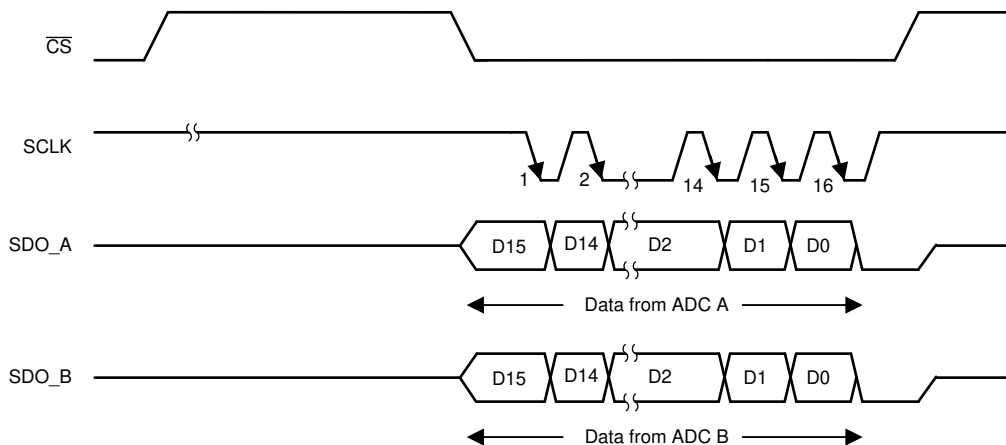 CS
SCLK
1 2 14 15 16
SDO_A D15 D14 D2 D1 D0
Data from ADC A
SDO_B D15 D14 D2 D1 D0
Data from ADC B